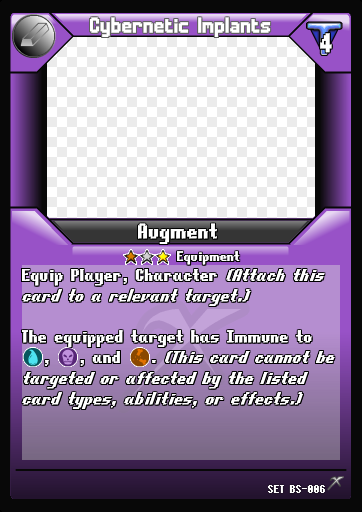 Cybernetic Implants
4
Augment
Equipment
Equip Player, Character (Attach this
card to a relevant target.)
The equipped target has Immune to
, , and . (This card cannot be
targeted or affected by the listed
card types, abilities, or effects.)
SET BS-006